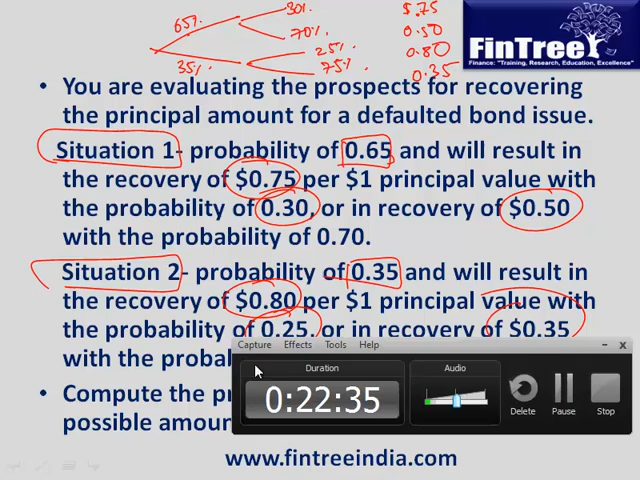 65%
30%
$.75
70%
0.50
35%
25%
0.80
75%
0.35
FinTree
Finance: "Training, Research, Education, Excellence"
• You are evaluating the prospects for recovering
the principal amount for a defaulted bond issue.
Situation 1- probability of 0.65 and will result in
the recovery of $0.75 per $1 principal value with
the probability of 0.30, or in recovery of $0.50
with the probability of 0.70.
Situation 2- probability of 0.35 and will result in
the recovery of $0.80 per $1 principal value with
the probability of 0.25, or in recovery of $0.35
with the proba
• Compute the pr
possible amoun
Capture Effects Tools Help
Duration
0:22:35
Audio
Delete
Pause
Stop
www.fintreeindia.com